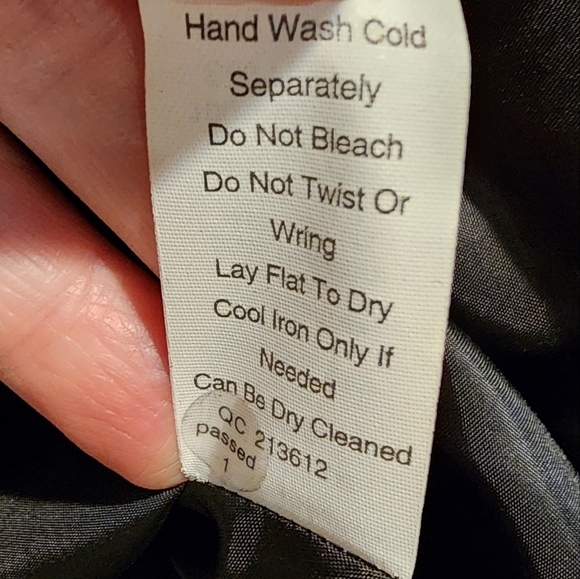 Hand Wash Cold
Separately
Do Not Bleach
Do Not Twist Or
Wring
Lay Flat To Dry
Cool Iron Only If
Needed
Can Be Dry Cleaned
QC 213612
passed
1